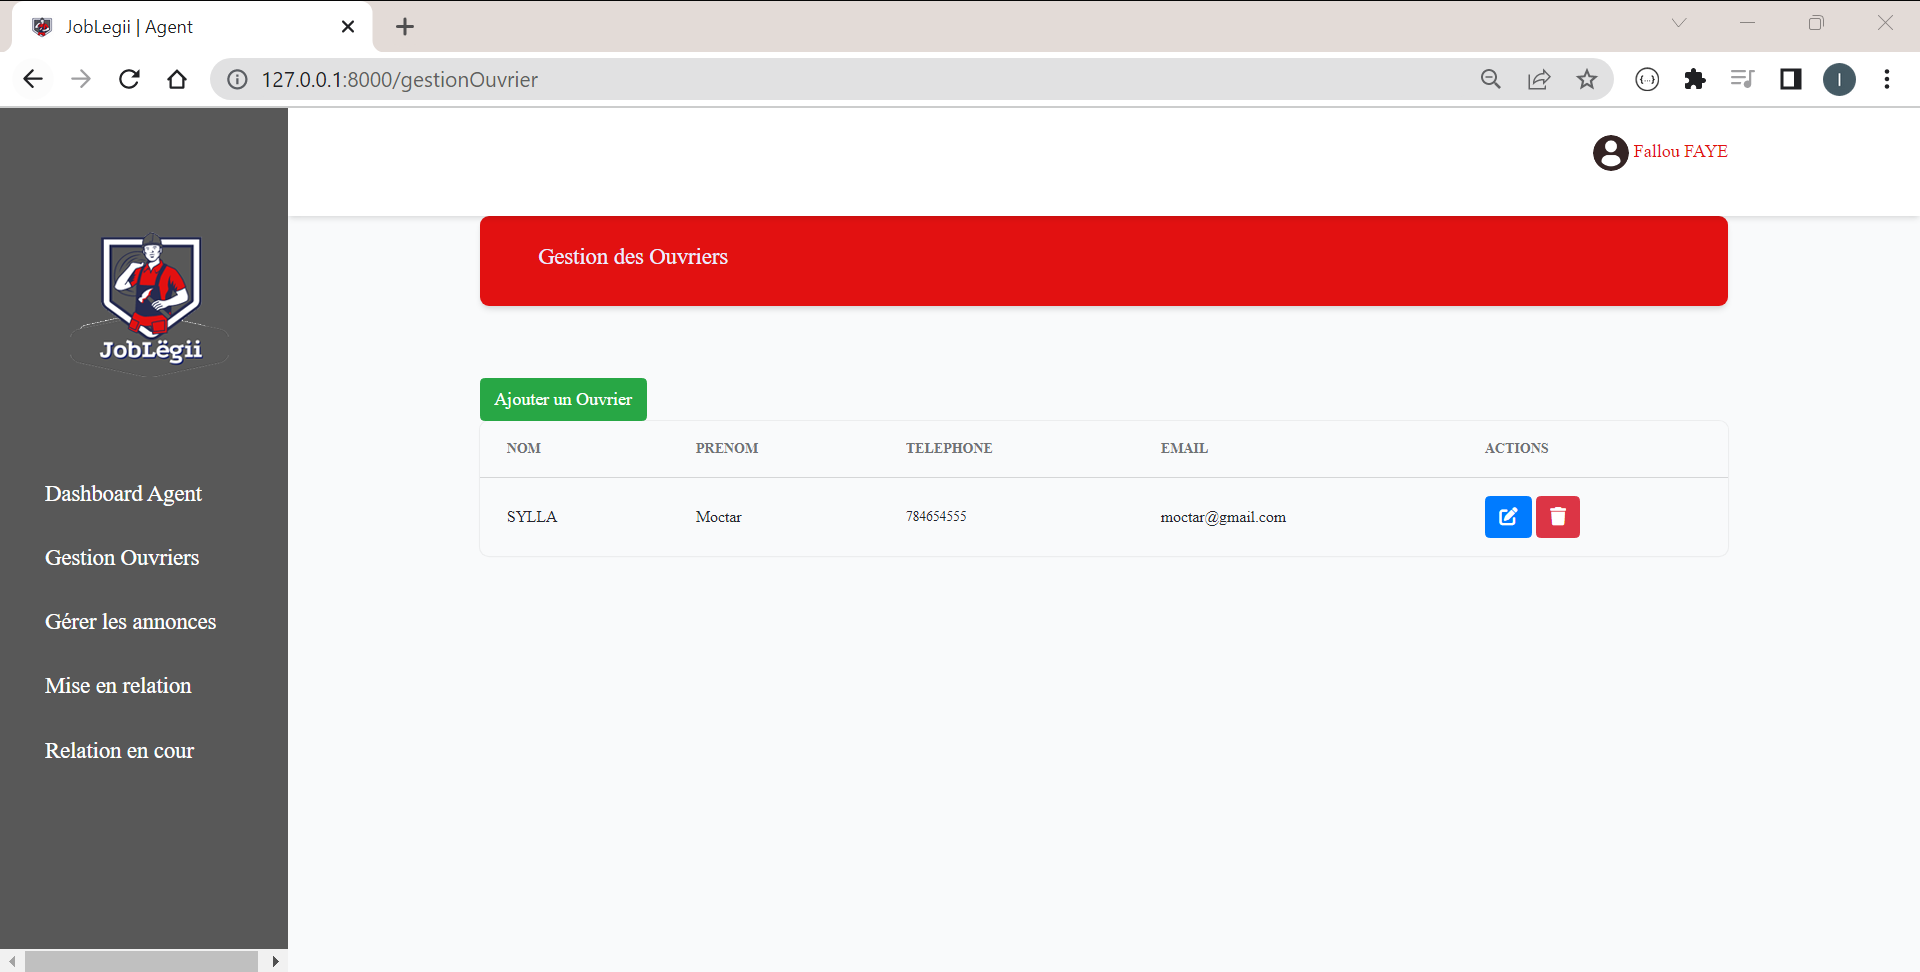 JobLegii | Agent
127.0.0.1:8000/gestionOuvrier
I
Fallou FAYE
JobLëgii
Gestion des Ouvriers
Ajouter un Ouvrier
NOM PRENOM TELEPHONE EMAIL ACTIONS
SYLLA Moctar 784654555 moctar@gmail.com
Dashboard Agent
Gestion Ouvriers
Gérer les annonces
Mise en relation
Relation en cour